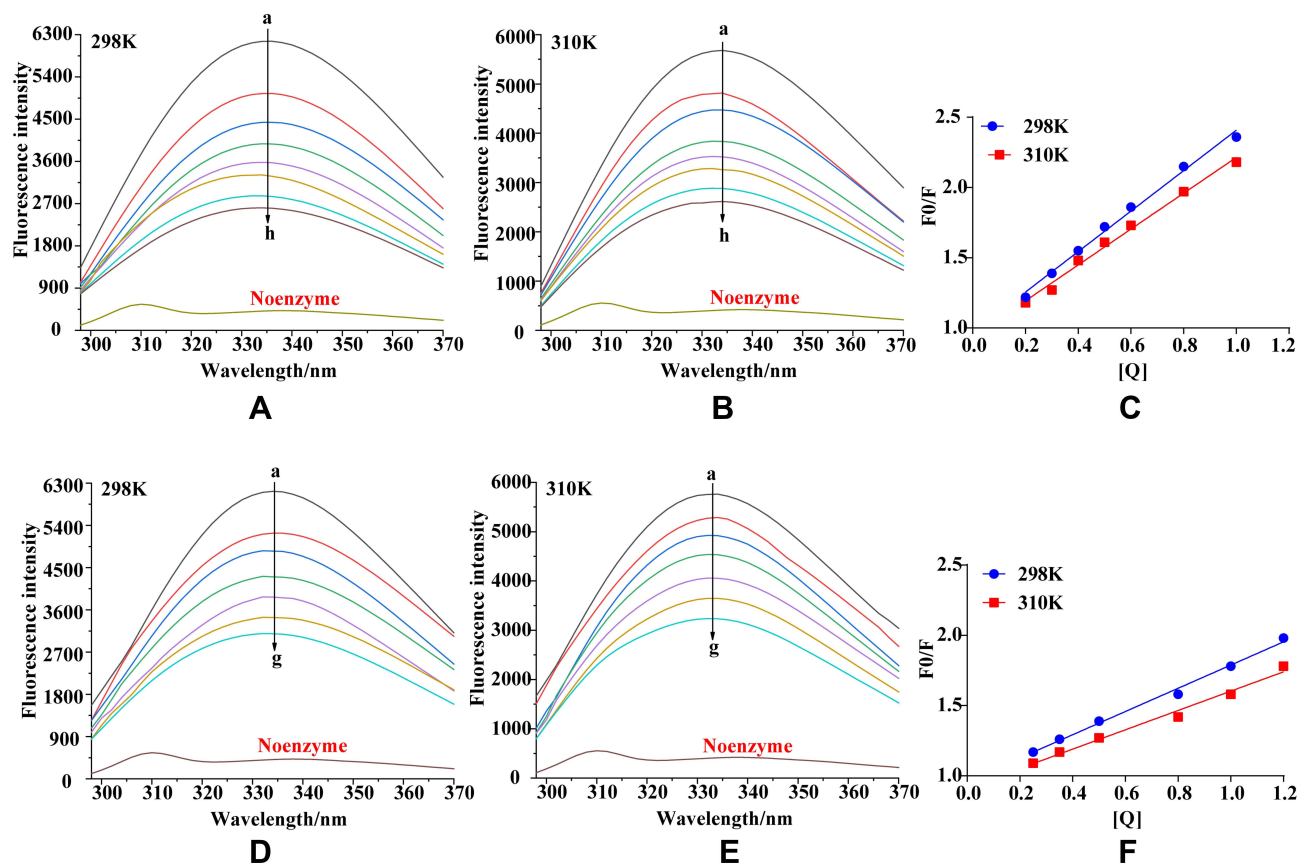 298K
a
h
Noenzyme
Fluorescence intensity
6300
5400
4500
3600
2700
1800
900
0
300 310 320 330 340 350 360 370
Wavelength/nm
A
310K
a
h
Noenzyme
Fluorescence intensity
6000
5000
4000
3000
2000
1000
0
300 310 320 330 340 350 360 370
Wavelength/nm
B
298K
310K
F0/F
2.5
2.0
1.5
1.0
0.0 0.2 0.4 0.6 0.8 1.0 1.2
[Q]
C
298K
a
g
Noenzyme
Fluorescence intensity
6300
5400
4500
3600
2700
1800
900
0
300 310 320 330 340 350 360 370
Wavelength/nm
D
310K
a
g
Noenzyme
Fluorescence intensity
6000
5000
4000
3000
2000
1000
0
300 310 320 330 340 350 360 370
Wavelength/nm
E
298K
310K
F0/F
2.5
2.0
1.5
1.0
0.0 0.2 0.4 0.6 0.8 1.0 1.2
[Q]
F